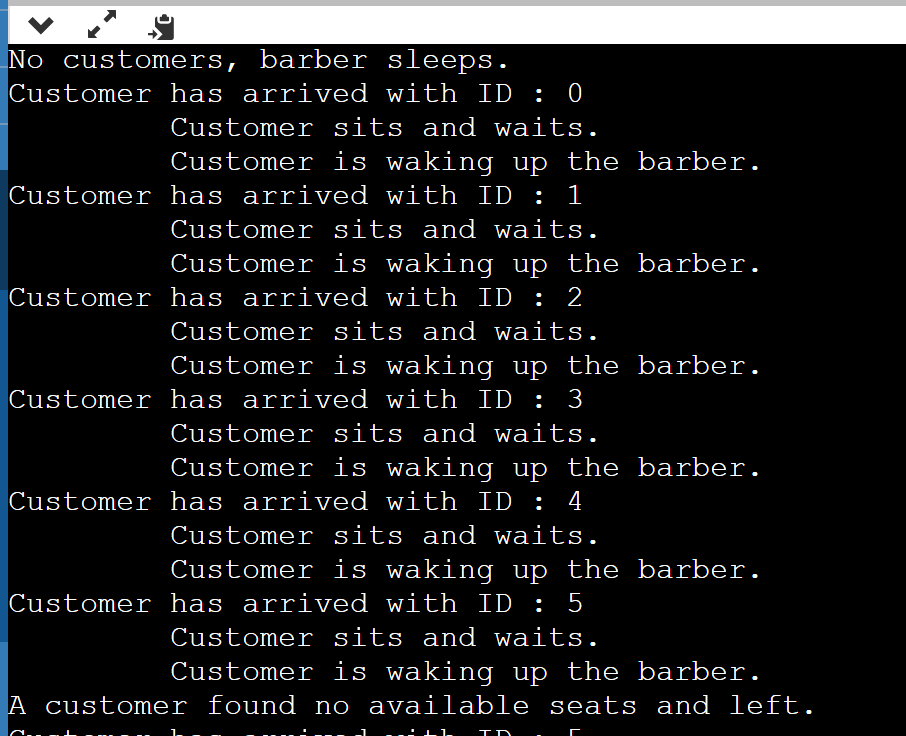 No customers, barber sleeps.
Customer has arrived with ID : 0
Customer sits and waits.
Customer is waking up the barber.
Customer has arrived with ID : 1
Customer sits and waits.
Customer is waking up the barber.
Customer has arrived with ID : 2
Customer sits and waits.
Customer is waking up the barber.
Customer has arrived with ID : 3
Customer sits and waits.
Customer is waking up the barber.
Customer has arrived with ID : 4
Customer sits and waits.
Customer is waking up the barber.
Customer has arrived with ID : 5
Customer sits and waits.
Customer is waking up the barber.
A customer found no available seats and left.
Customer has arrived with ID :